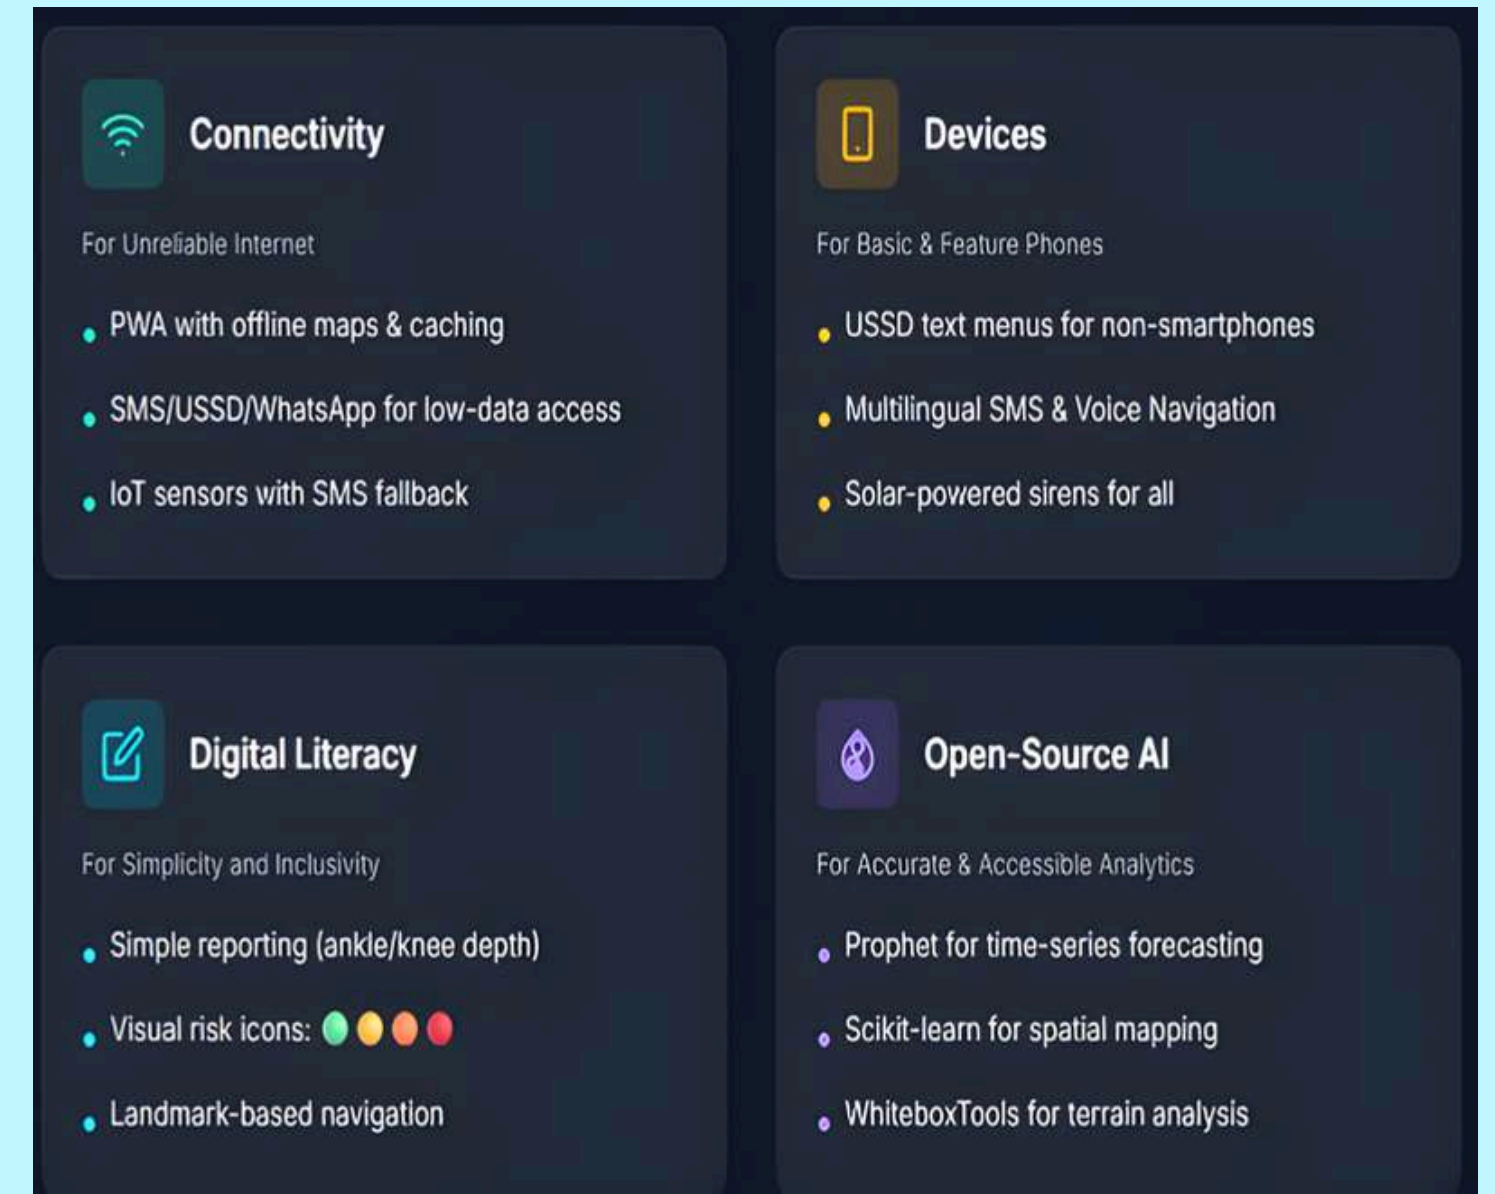 Connectivity
For Unreliable Internet
PWA with offline maps & caching
SMS/USSD/WhatsApp for low-data access
IoT sensors with SMS fallback
Devices
For Basic & Feature Phones
USSD text menus for non-smartphones
Multilingual SMS & Voice Navigation
Solar-powered sirens for all
Digital Literacy
For Simplicity and Inclusivity
Simple reporting (ankle/knee depth)
Visual risk icons:
Landmark-based navigation
Open-Source AI
For Accurate & Accessible Analytics
Prophet for time-series forecasting
Scikit-learn for spatial mapping
WhiteboxTools for terrain analysis